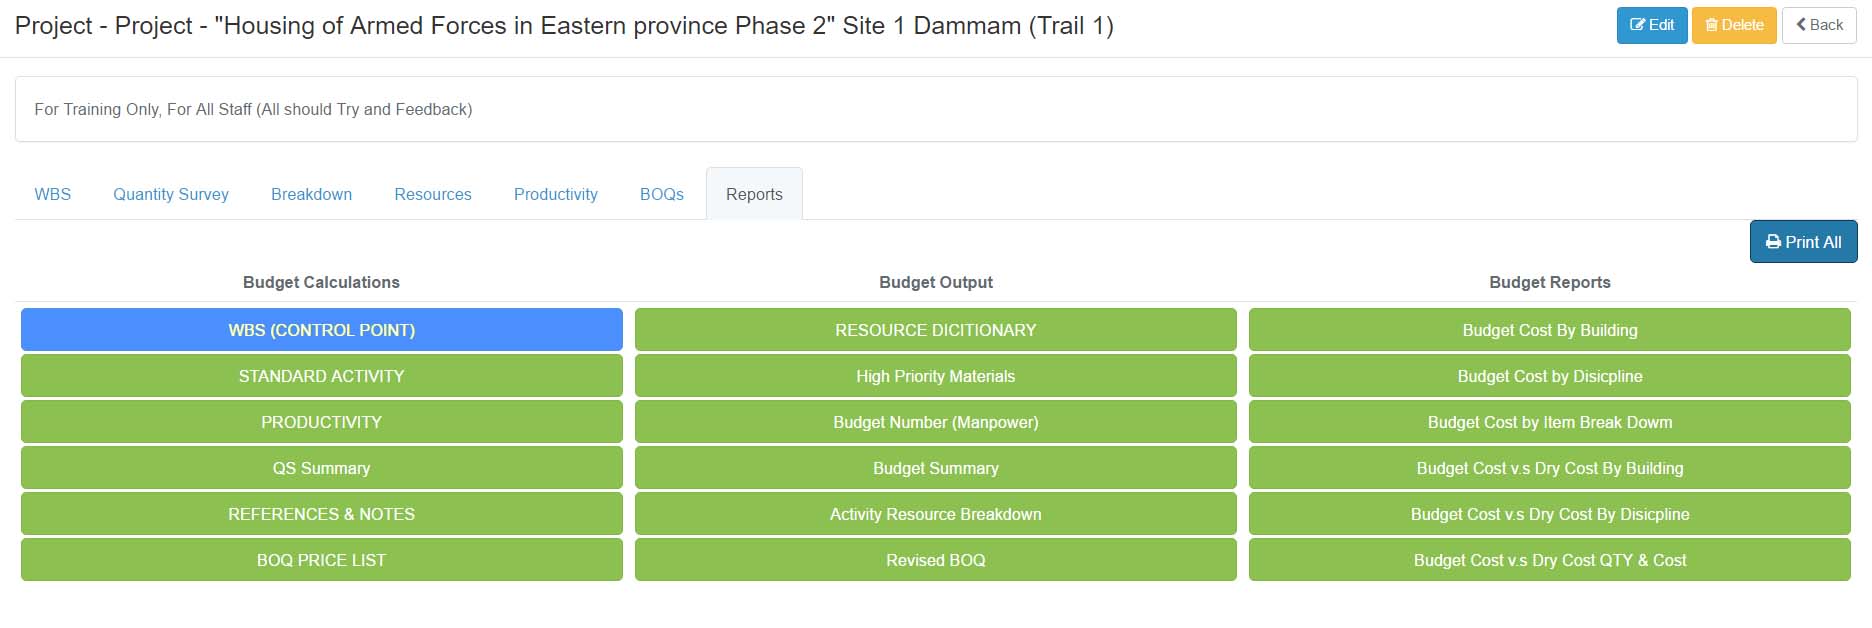 Project - Project - "Housing of Armed Forces in Eastern province Phase 2" Site 1 Dammam (Trail 1)
Edit
Delete
Back
For Training Only, For All Staff (All should Try and Feedback)
WBS
Quantity Survey
Breakdown
Resources
Productivity
BOQs
Reports
Print All
Budget Calculations
WBS (CONTROL POINT)
STANDARD ACTIVITY
PRODUCTIVITY
QS Summary
REFERENCES & NOTES
BOQ PRICE LIST
Budget Output
RESOURCE DICITIONARY
High Priority Materials
Budget Number (Manpower)
Budget Summary
Activity Resource Breakdown
Revised BOQ
Budget Reports
Budget Cost By Building
Budget Cost by Disicpline
Budget Cost by Item Break Dowm
Budget Cost v.s Dry Cost By Building
Budget Cost v.s Dry Cost By Disicpline
Budget Cost v.s Dry Cost QTY & Cost